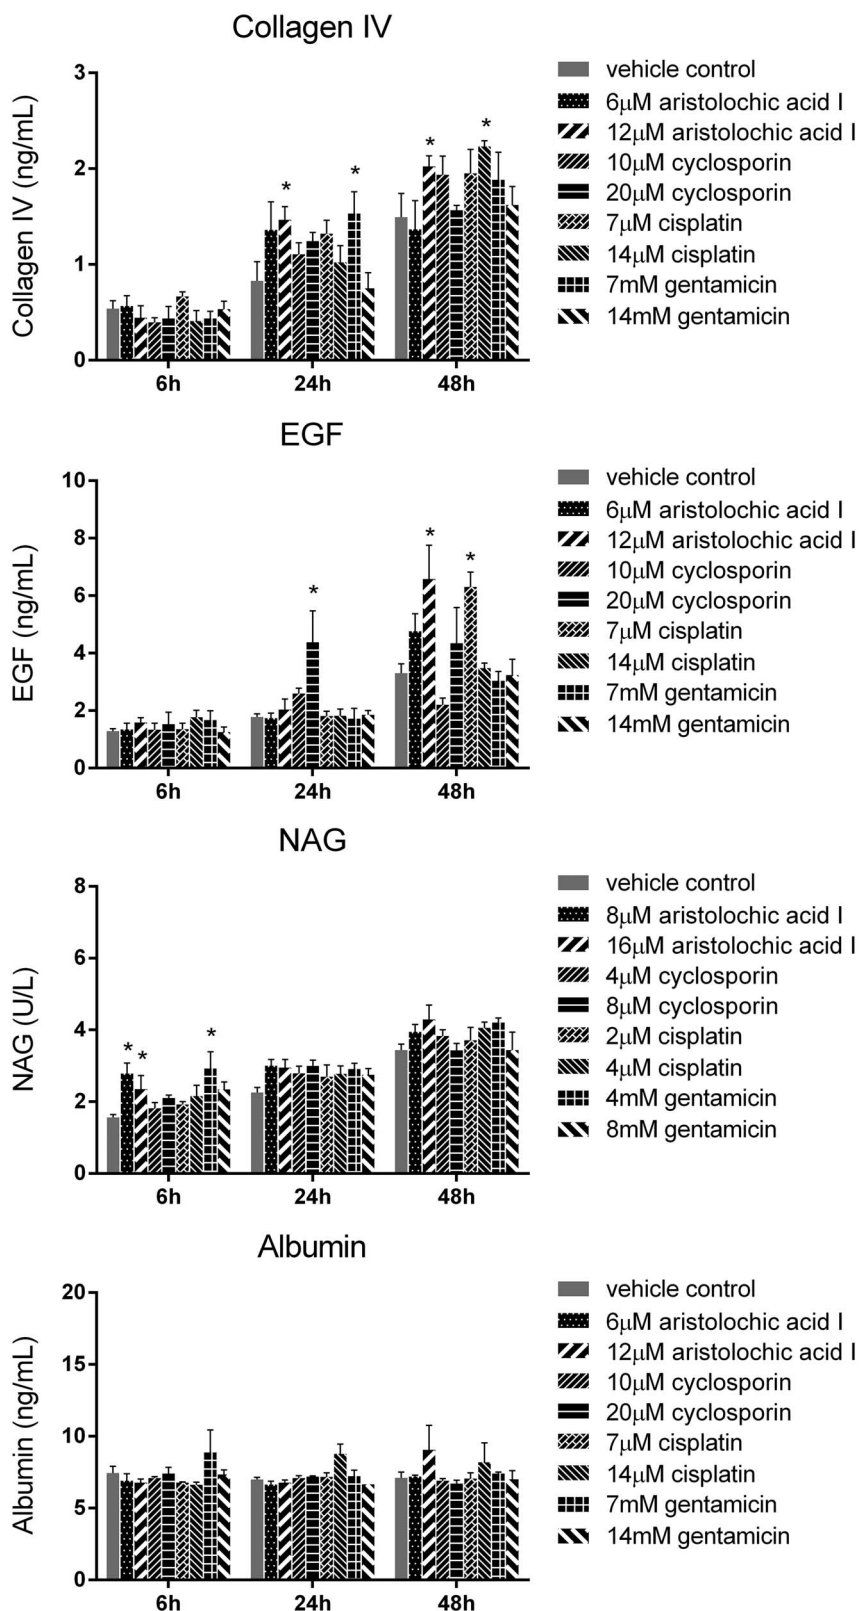 Collagen IV
Collagen IV (ng/mL)
3
2
1
0
* * * *
6h 24h 48h
vehicle control
6μM aristolochic acid I
12μM aristolochic acid I
10μM cyclosporin
20μM cyclosporin
7μM cisplatin
14μM cisplatin
7mM gentamicin
14mM gentamicin
EGF
EGF (ng/mL)
10
8
6
4
2
0
* * *
6h 24h 48h
vehicle control
6μM aristolochic acid I
12μM aristolochic acid I
10μM cyclosporin
20μM cyclosporin
7μM cisplatin
14μM cisplatin
7mM gentamicin
14mM gentamicin
NAG
NAG (U/L)
8
6
4
2
0
* * *
6h 24h 48h
vehicle control
8μM aristolochic acid I
16μM aristolochic acid I
4μM cyclosporin
8μM cyclosporin
2μM cisplatin
4μM cisplatin
4mM gentamicin
8mM gentamicin
Albumin
Albumin (ng/mL)
20
15
10
5
0
6h 24h 48h
vehicle control
6μM aristolochic acid I
12μM aristolochic acid I
10μM cyclosporin
20μM cyclosporin
7μM cisplatin
14μM cisplatin
7mM gentamicin
14mM gentamicin